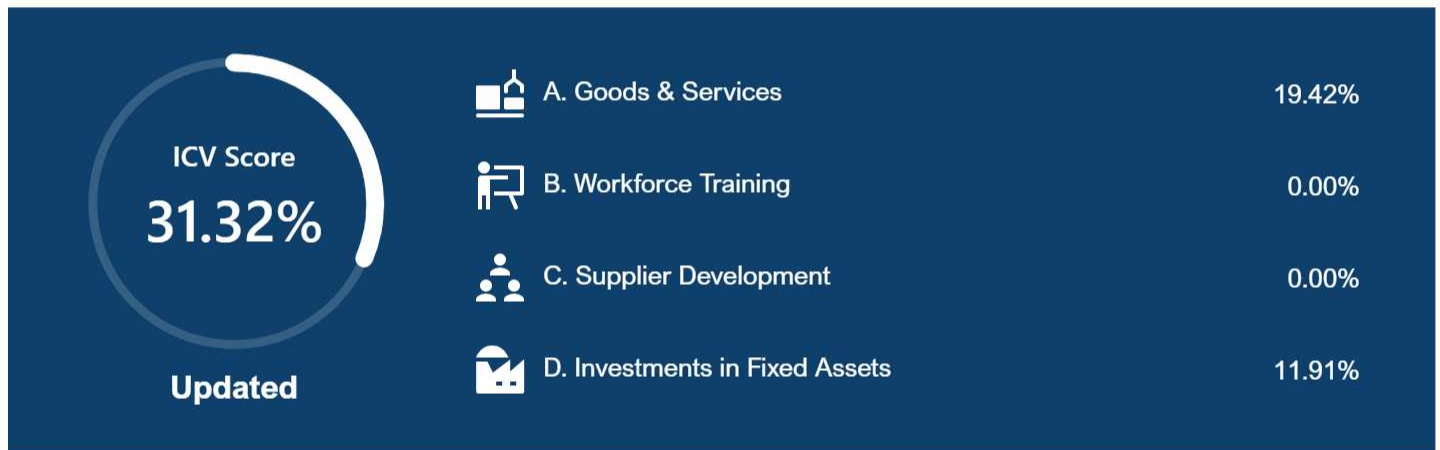 ICV Score
31.32%
Updated
A. Goods & Services 19.42%
B. Workforce Training 0.00%
C. Supplier Development 0.00%
D. Investments in Fixed Assets 11.91%